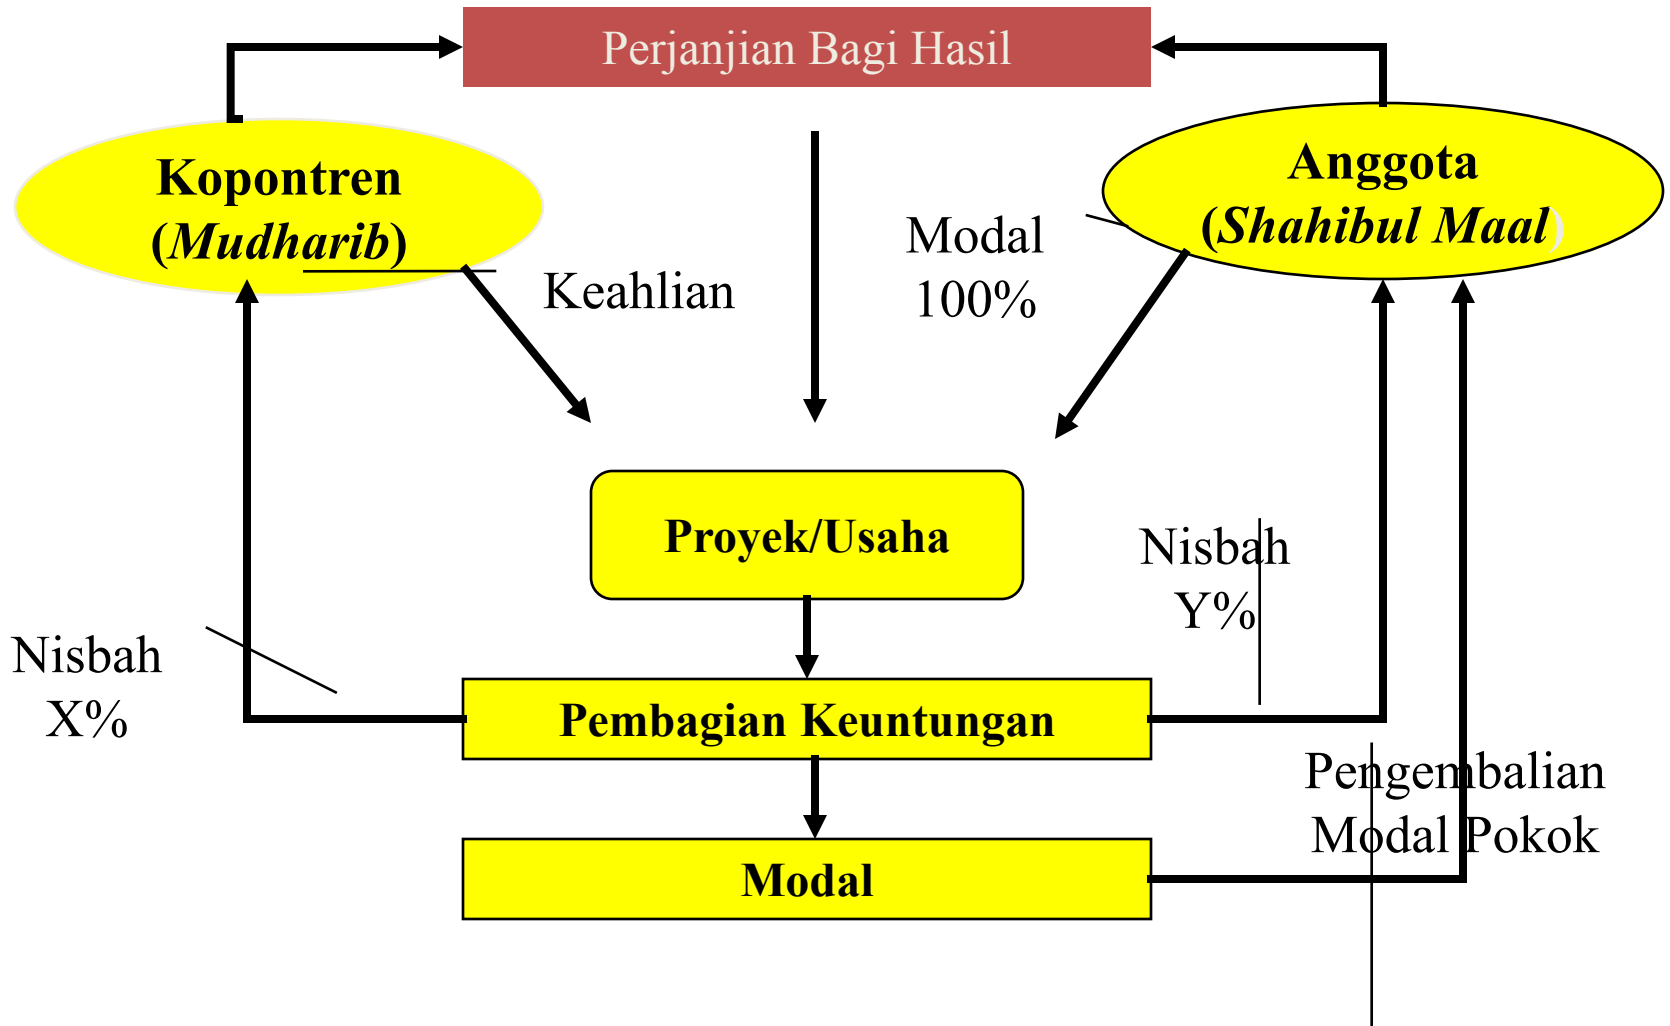 Perjanjian Bagi Hasil
Kopontren
(Mudharib)
Anggota
(Shahibul Maal)
Keahlian
Modal
100%
Proyek/Usaha
Nisbah
Y%
Nisbah
X%
Pembagian Keuntungan
Pengembalian
Modal Pokok
Modal